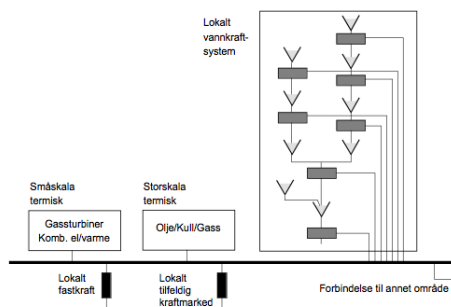 Lokalt
vannkraft-
system
Småskala
termisk
Storskala
termisk
Gassturbiner
Komb. el/varme
Olje/Kull/Gass
Lokalt
fastkraft
Lokalt
tilfeldig
kraftmarked
Forbindelse til annet område